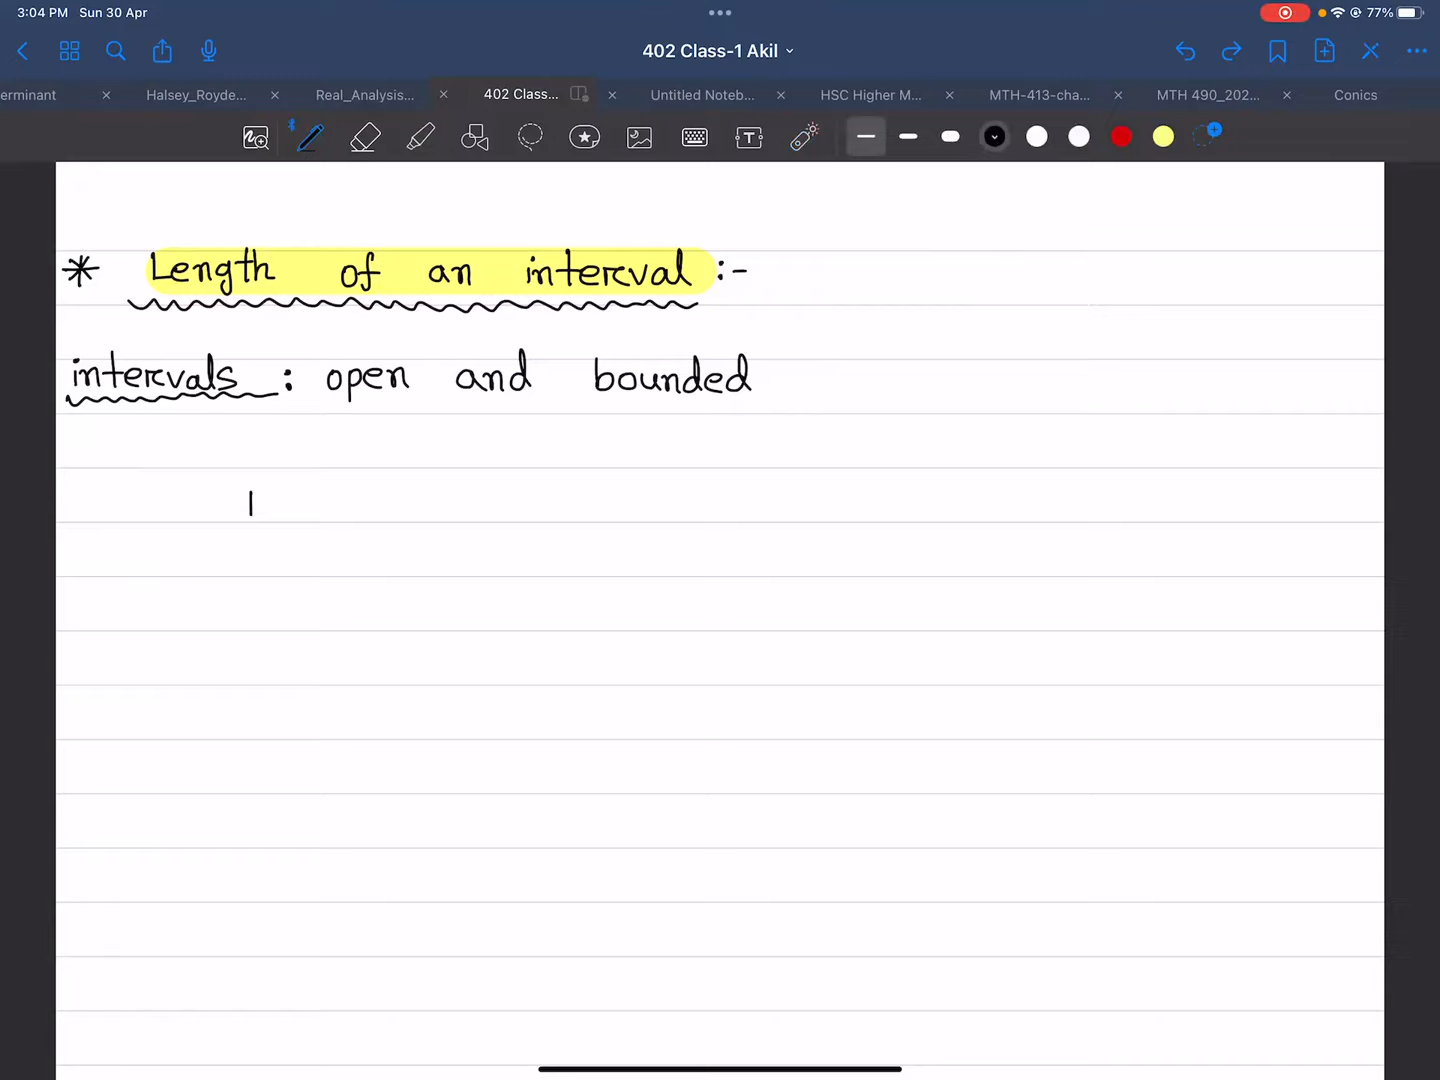 3:04 PM Sun 30 Apr 77%
402 Class-1 Akil
erminant Halsey_Royde... Real_Analysis... 402 Class... Untitled Noteb... HSC Higher M... MTH-413-cha... MTH 490_202... Conics
* Length of an interval :-
intervals : open and bounded
I